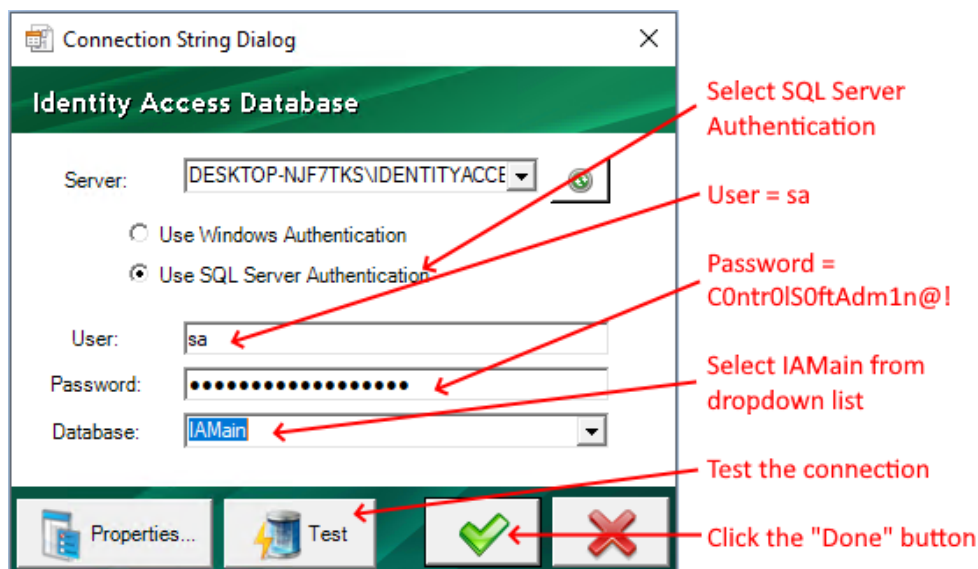 Connection String Dialog
Identity Access Database
Select SQL Server
Authentication
Server:
DESKTOP-NJF7TKS\IDENTITYACCE
Use Windows Authentication
User = sa
Use SQL Server Authentication
Password =
C0ntr0lS0ftAdm1n@!
User:
sa
Password:
●●●●●●●●●●●●●●●●●●
Select IAMain from
dropdown list
Database:
IAMain
Test the connection
Properties...
Test
Click the "Done" button